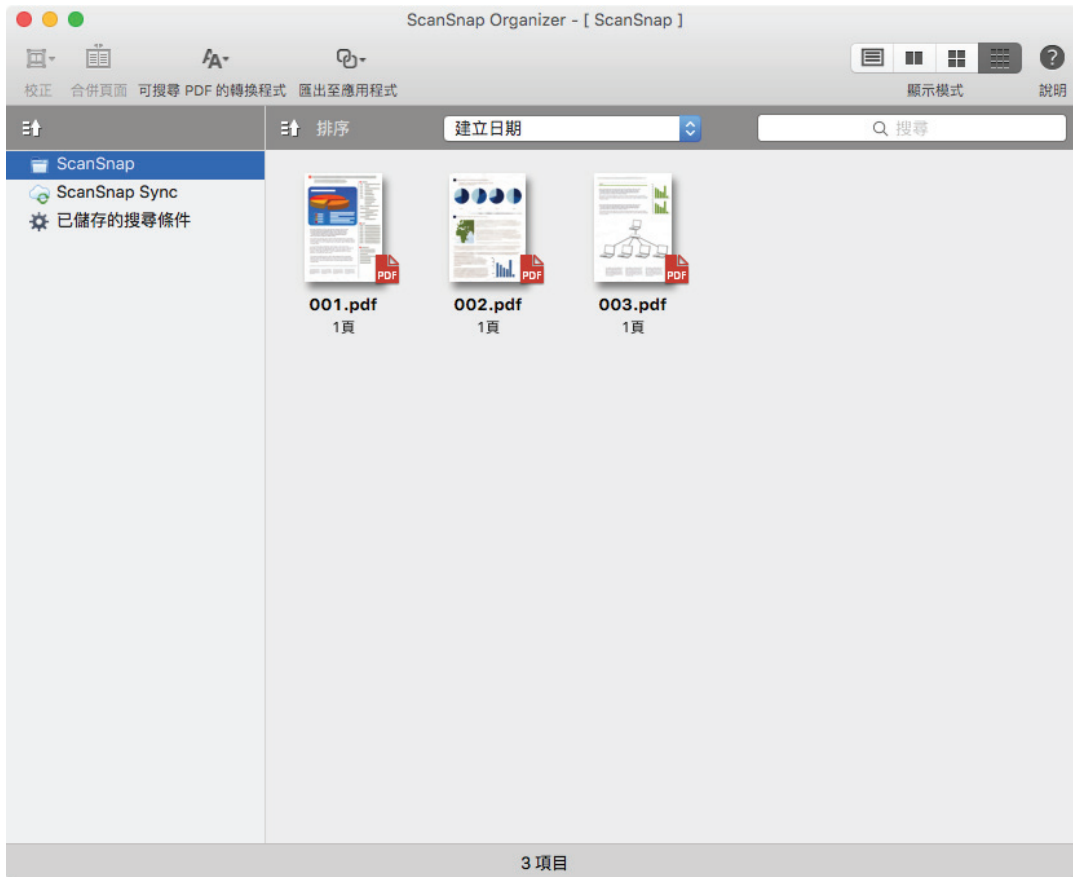 ScanSnap Organizer - [ ScanSnap ]
校正 合併頁面 可搜尋 PDF 的轉換程式 匯出至應用程式 顯示模式 說明
排序 建立日期 搜尋
ScanSnap
ScanSnap Sync
已儲存的搜尋條件
PDF PDF PDF
001.pdf 002.pdf 003.pdf
1頁 1頁 1頁
3 項目